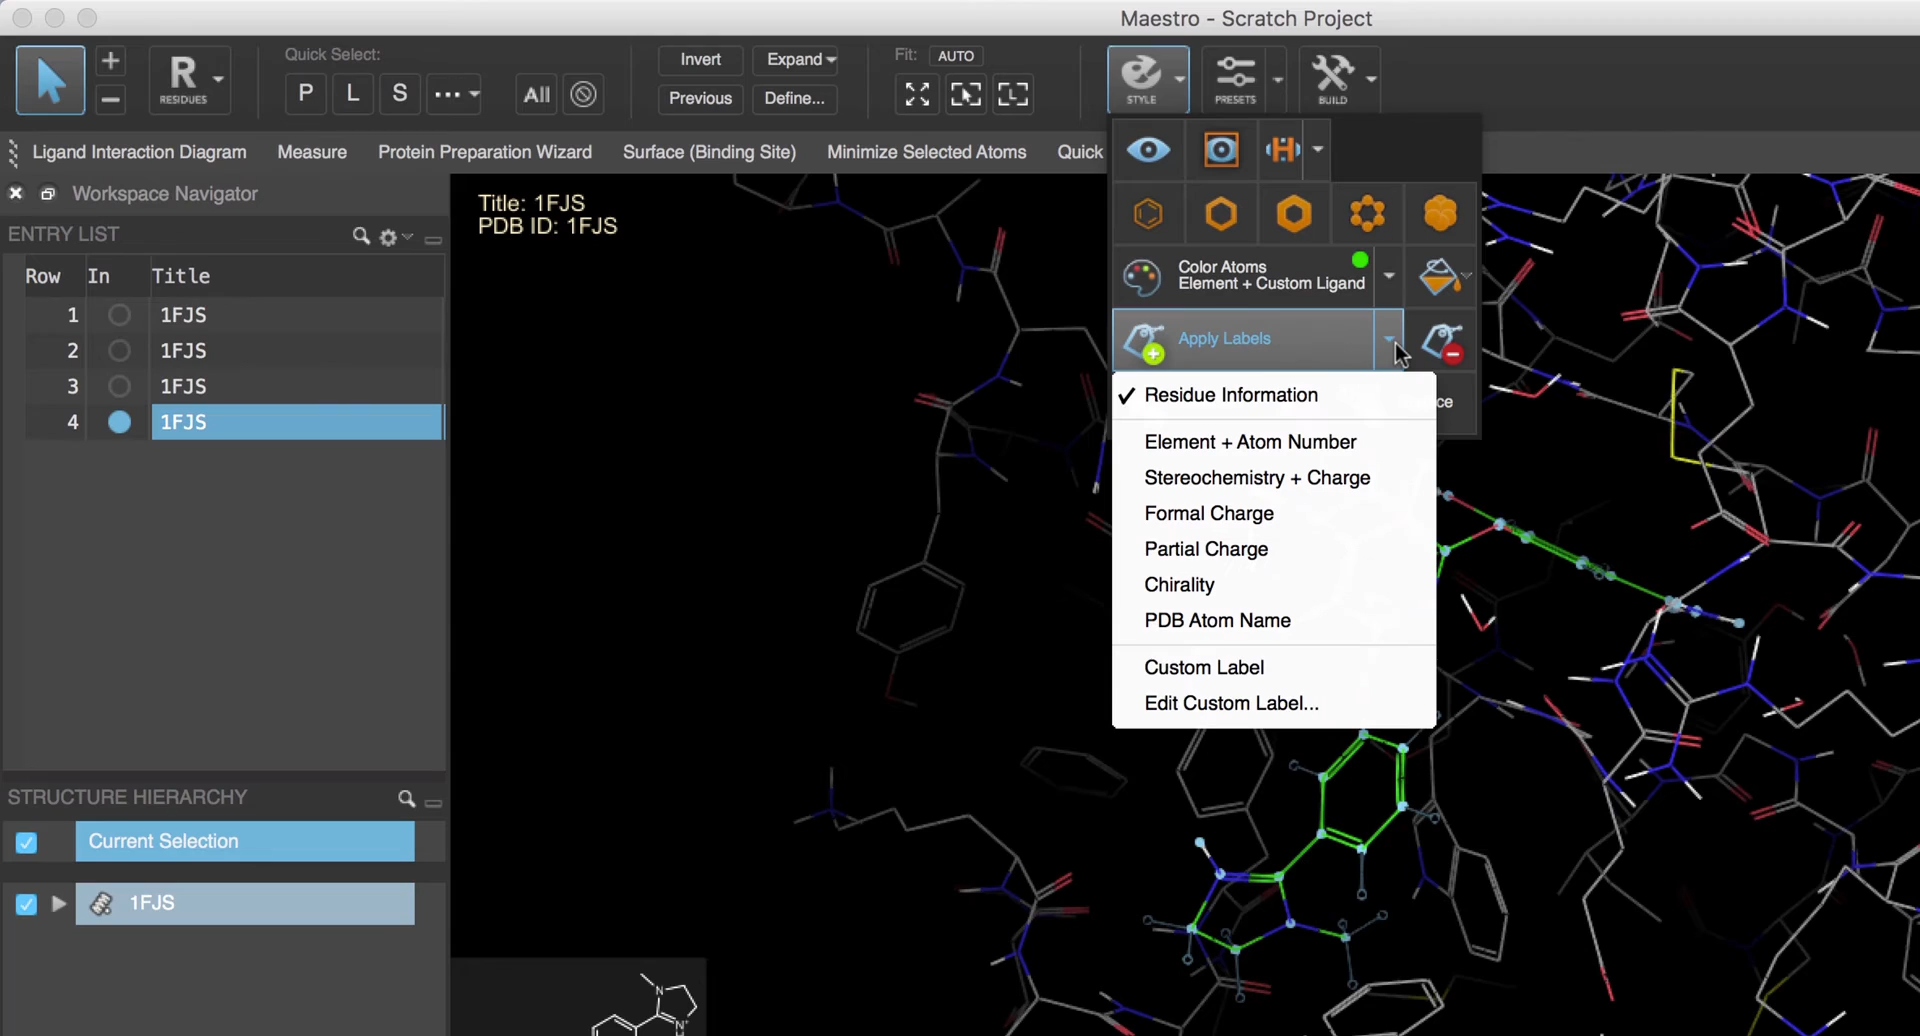 Maestro - Scratch Project
Quick Select:
Invert
Expand
Fit:
AUTO
R
RESIDUES
P
L
S
All
Previous
Define...
L
STYLE
PRESETS
BUILD
Ligand Interaction Diagram
Measure
Protein Preparation Wizard
Surface (Binding Site)
Minimize Selected Atoms
Quick
H
Workspace Navigator
Title: 1FJS
PDB ID: 1FJS
ENTRY LIST
Row In Title
1 1FJS
2 1FJS
3 1FJS
4 1FJS
Color Atoms
Element + Custom Ligand
Apply Labels
Residue Information
Element + Atom Number
Stereochemistry + Charge
Formal Charge
Partial Charge
Chirality
PDB Atom Name
Custom Label
Edit Custom Label...
STRUCTURE HIERARCHY
Current Selection
1FJS
N
N+